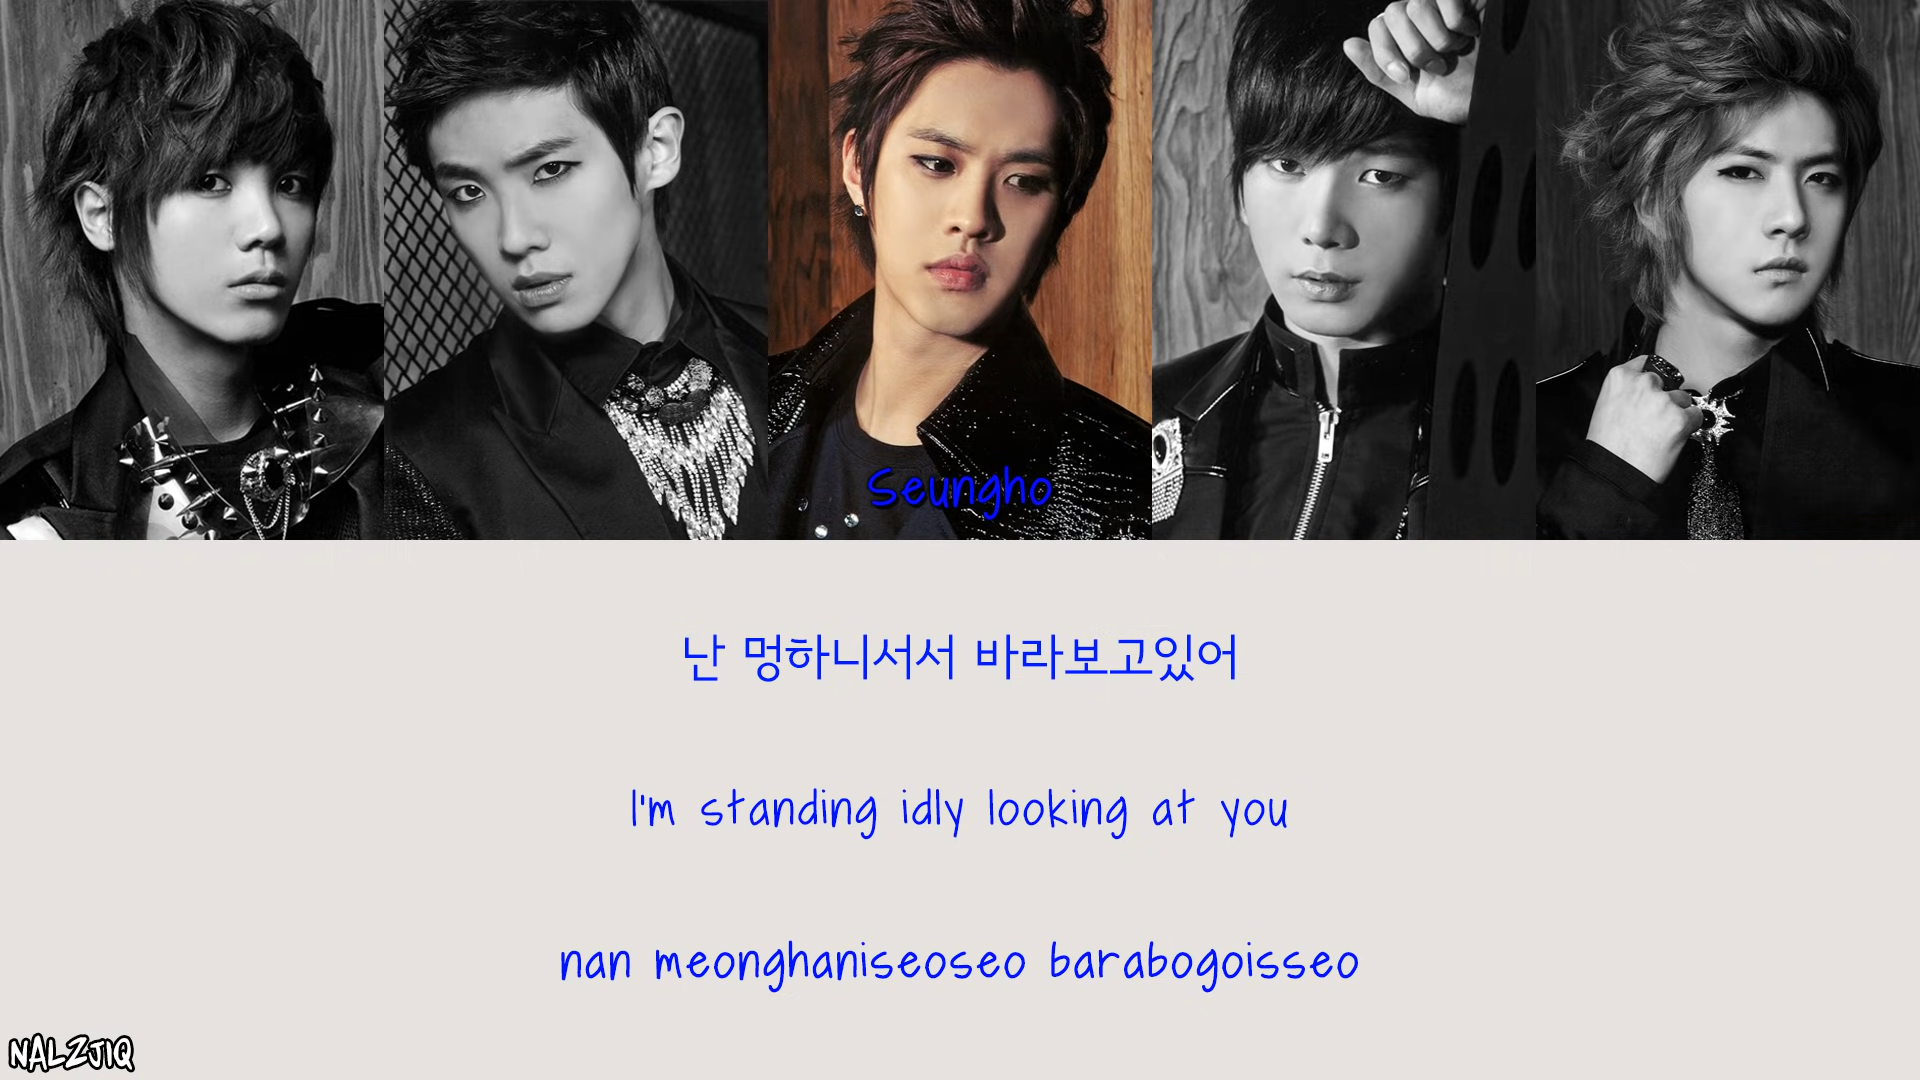 Seungho
난 멍하니서서 바라보고있어
I'm standing idly looking at you
nan meonghaniseoseo barabogoisseo
NALZJIQ